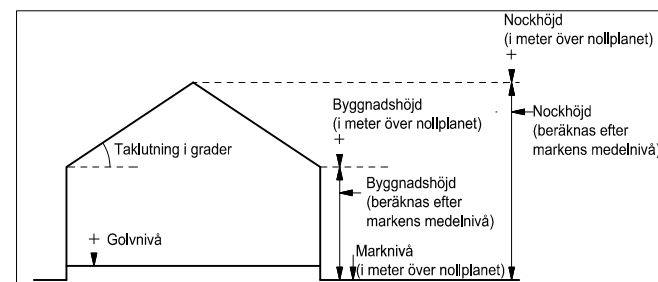 Nockhöjd
(i meter över nollplanet)
+
Byggnadshöjd
(i meter över nollplanet)
+
Nockhöjd
(beräknas efter
markens medelnivå)
Taklutning i grader
Byggnadshöjd
(beräknas efter
markens medelnivå)
+ Golvnivå
Marknivå
+
(i meter över nollplanet)